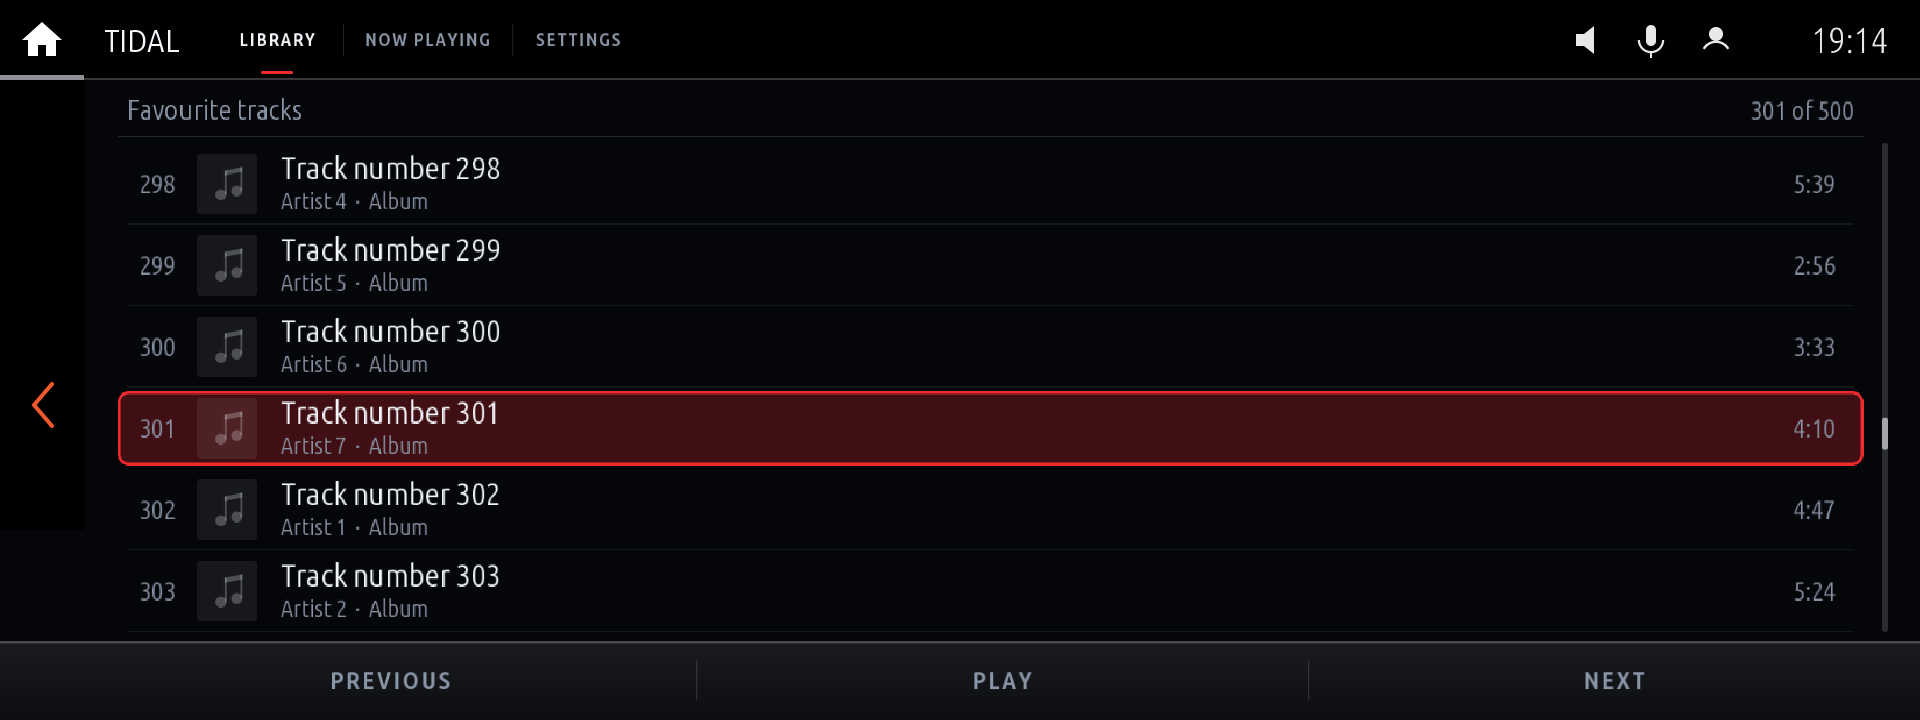 TIDAL LIBRARY NOW PLAYING SETTINGS 19:14
Favourite tracks 301 of 500
298 Track number 298 5:39
Artist 4 · Album
299 Track number 299 2:56
Artist 5 · Album
300 Track number 300 3:33
Artist 6 · Album
301 Track number 301 4:10
Artist 7 · Album
302 Track number 302 4:47
Artist 1 · Album
303 Track number 303 5:24
Artist 2 · Album
PREVIOUS PLAY NEXT